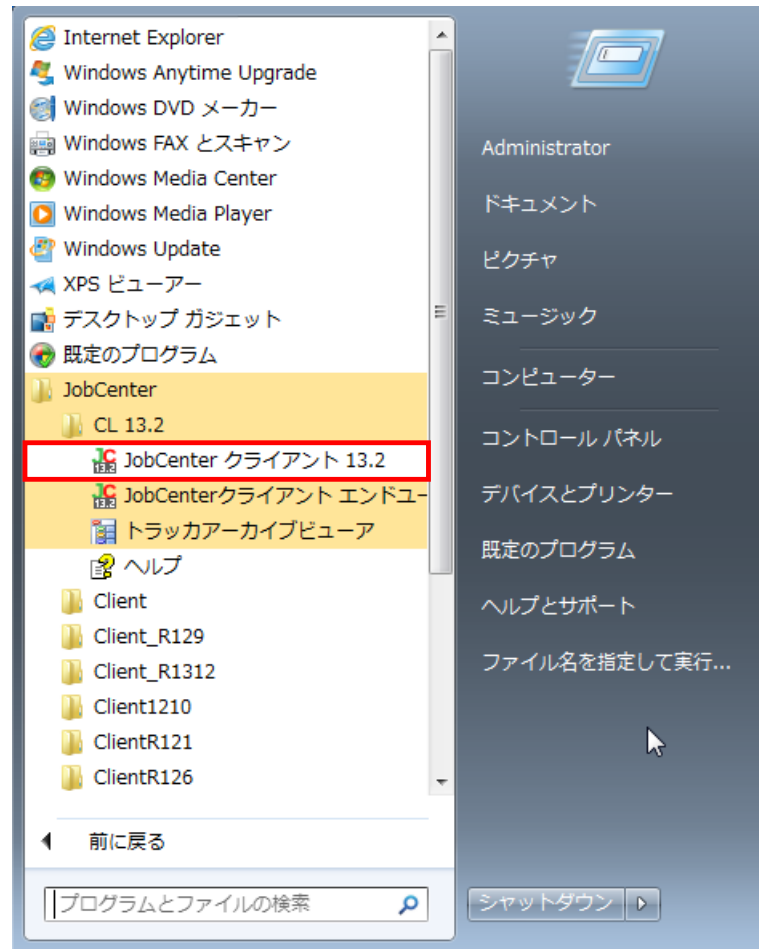 Internet Explorer
Windows Anytime Upgrade
Windows DVD メーカー
Windows FAX とスキャン
Windows Media Center
Windows Media Player
Windows Update
XPS ビューアー
デスクトップ ガジェット
既定のプログラム
JobCenter
CL 13.2
JobCenter クライアント 13.2
JobCenterクライアント エンドユー
トラッカアーカイブビューア
ヘルプ
Client
Client_R129
Client_R1312
Client1210
ClientR121
ClientR126
前に戻る
プログラムとファイルの検索
Administrator
ドキュメント
ピクチャ
ミュージック
コンピューター
コントロール パネル
デバイスとプリンター
既定のプログラム
ヘルプとサポート
ファイル名を指定して実行...
シャットダウン